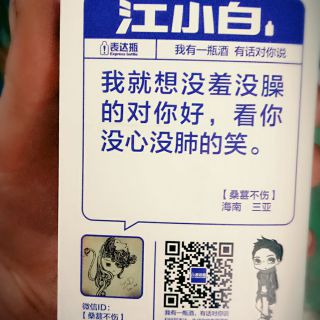 江小白
表达瓶
Express bottle
我有一瓶酒 有话对你说
我就想没羞没臊
的对你好，看你
没心没肺的笑。
【桑葚不伤】
海南 三亚
微信ID:
【桑葚不伤】
我有一瓶酒，有话对你说